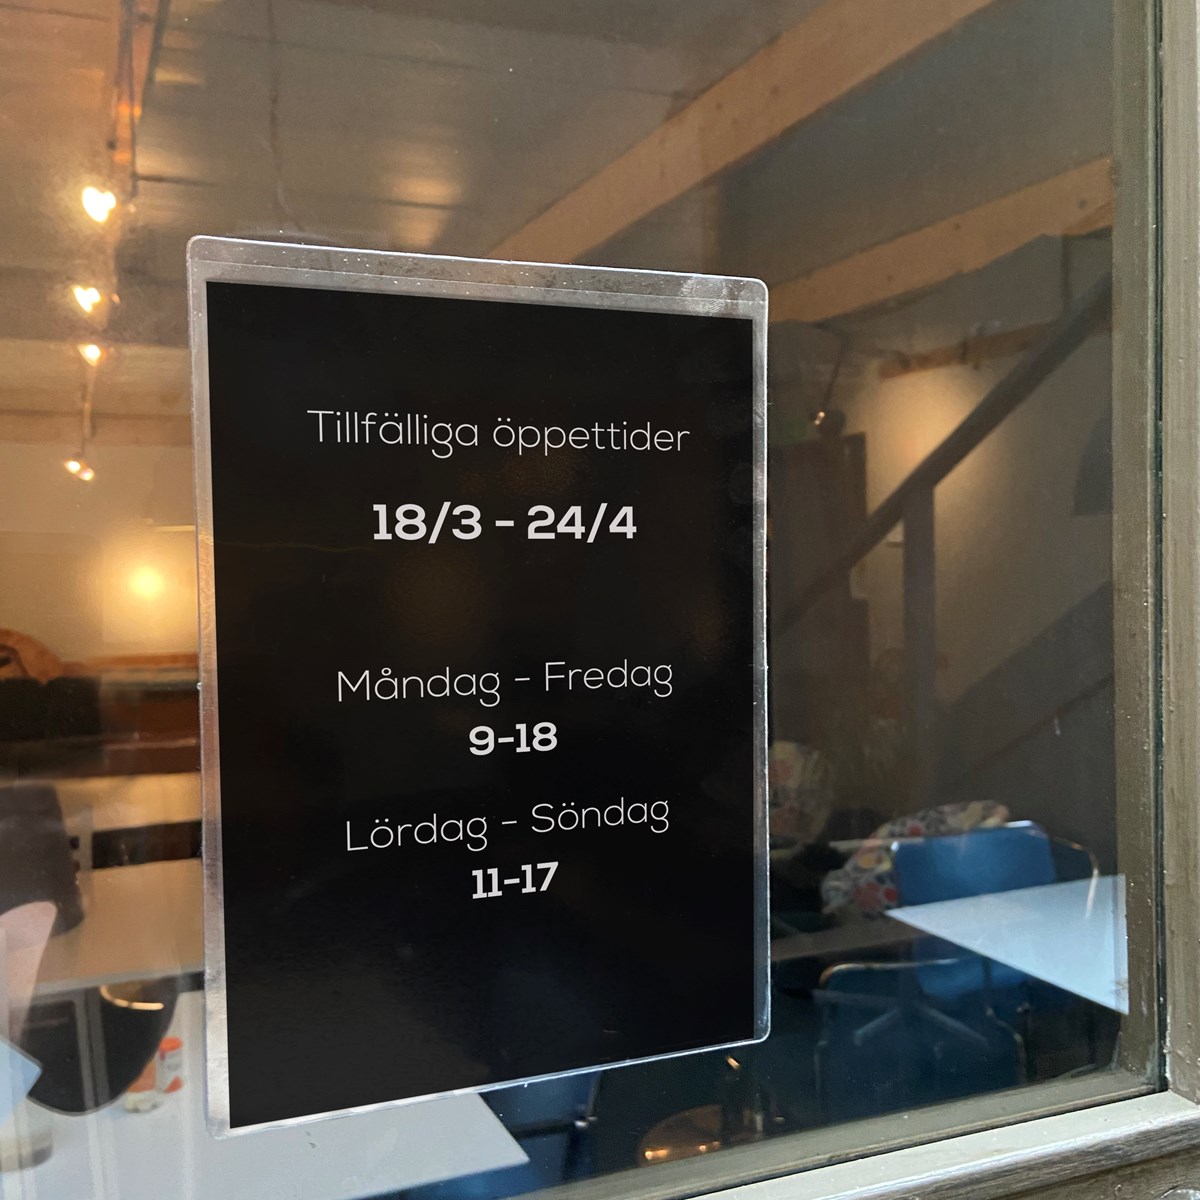 Tillfälliga öppettider
18/3 - 24/4
Måndag - Fredag
9-18
Lördag - Söndag
11-17